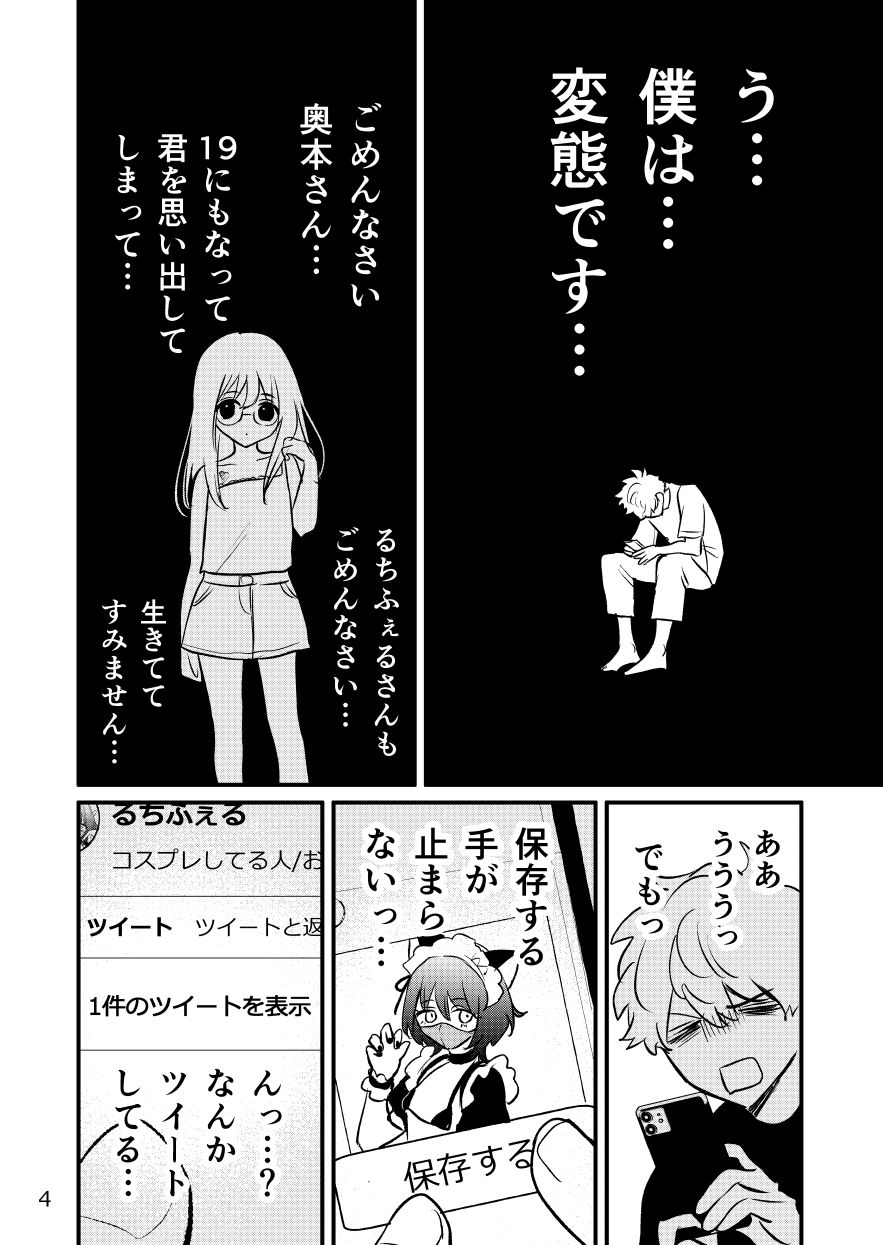 う…
僕は…
変態です…
ごめんなさい
奥本さん…
19にもなって
君を思い出して
しまって…
るちふぇるさんも
ごめんなさい…
生きてて
すみません…
ああ
うううっ
でもっ
保存する
手が
止まら
ないっ…
保存する
るちふぇる
コスプレしてる人/お
ツイート ツイートと返
1件のツイートを表示
んっ…?
なんか
ツイート
してる…
4